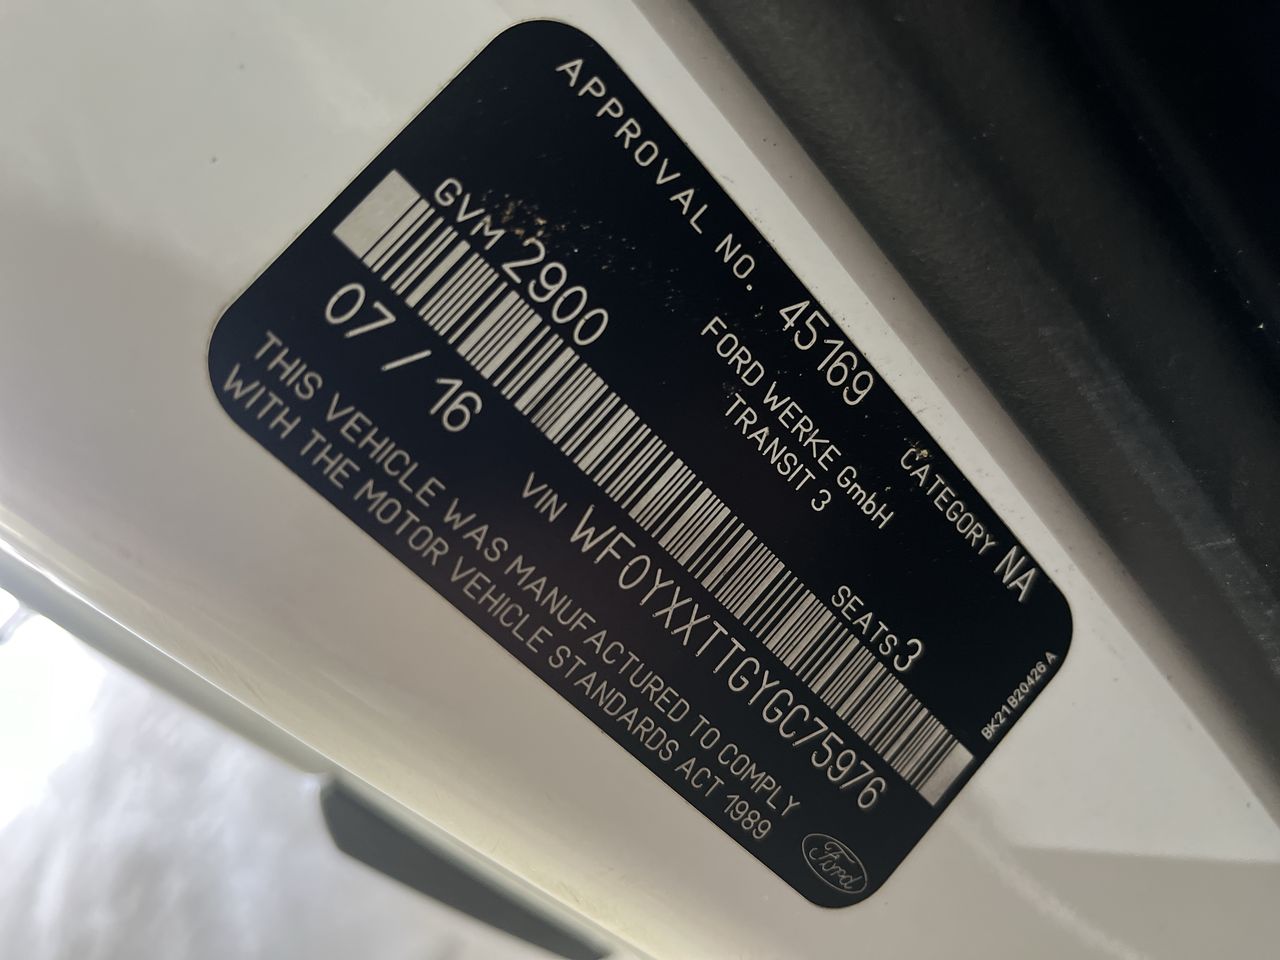 APPROVAL NO. 45169 CATEGORY NA
FORD WERKE GmbH
TRANSIT 3
GVM 2900
SEATS 3
07 / 16
VIN WF0YXXTTGYGC75976
THIS VEHICLE WAS MANUFACTURED TO COMPLY
WITH THE MOTOR VEHICLE STANDARDS ACT 1989
Ford
BK21B20426 A